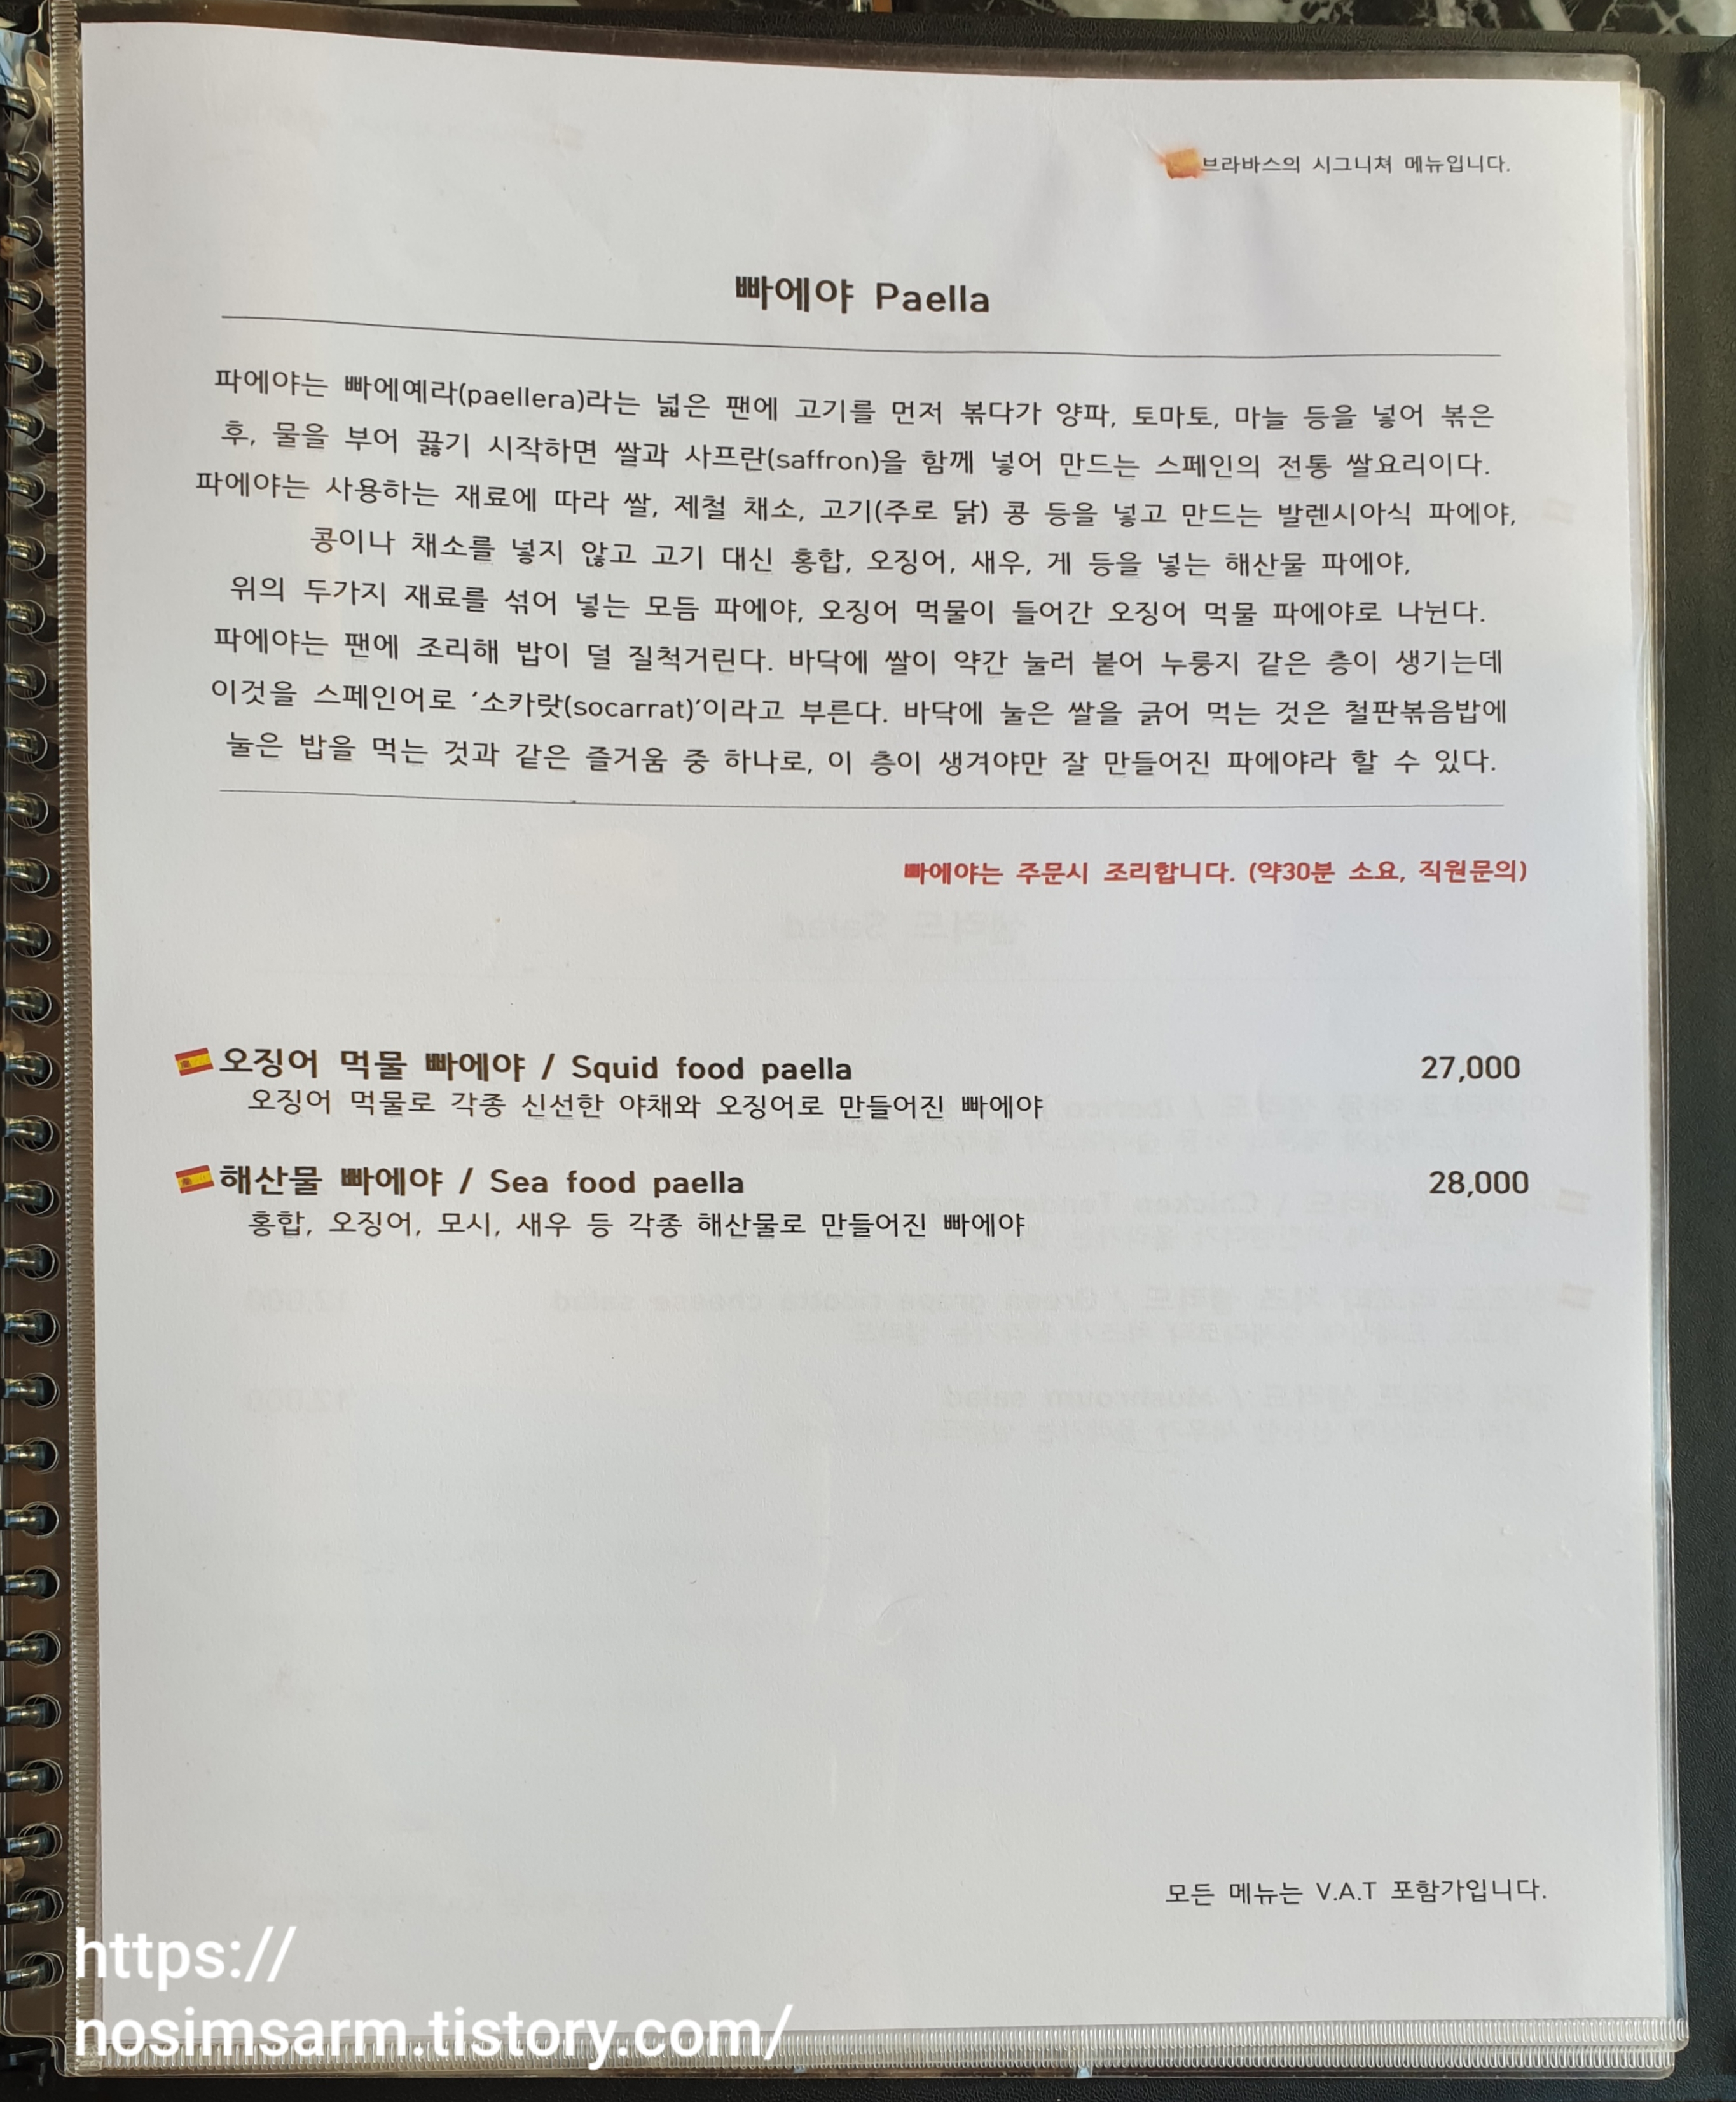 브라바스의 시그니쳐 메뉴입니다.
빠에야 Paella
파에야는 빠에예라(paellera)라는 넓은 팬에 고기를 먼저 볶다가 양파, 토마토, 마늘 등을 넣어 볶은
후, 물을 부어 끓기 시작하면 쌀과 사프란(saffron)을 함께 넣어 만드는 스페인의 전통 쌀요리이다.
파에야는 사용하는 재료에 따라 쌀, 제철 채소, 고기(주로 닭) 콩 등을 넣고 만드는 발렌시아식 파에야,
콩이나 채소를 넣지 않고 고기 대신 홍합, 오징어, 새우, 게 등을 넣는 해산물 파에야,
위의 두가지 재료를 섞어 넣는 모듬 파에야, 오징어 먹물이 들어간 오징어 먹물 파에야로 나뉜다.
파에야는 팬에 조리해 밥이 덜 질척거린다. 바닥에 쌀이 약간 눌러 붙어 누룽지 같은 층이 생기는데
이것을 스페인어로 ‘소카랏(socarrat)’이라고 부른다. 바닥에 눌은 쌀을 긁어 먹는 것은 철판볶음밥에
눌은 밥을 먹는 것과 같은 즐거움 중 하나로, 이 층이 생겨야만 잘 만들어진 파에야라 할 수 있다.
빠에야는 주문시 조리합니다. (약30분 소요, 직원문의)
오징어 먹물 빠에야 / Squid food paella 27,000
오징어 먹물로 각종 신선한 야채와 오징어로 만들어진 빠에야
해산물 빠에야 / Sea food paella 28,000
홍합, 오징어, 모시, 새우 등 각종 해산물로 만들어진 빠에야
모든 메뉴는 V.A.T 포함가입니다.
https://
nosimsarm.tistory.com/